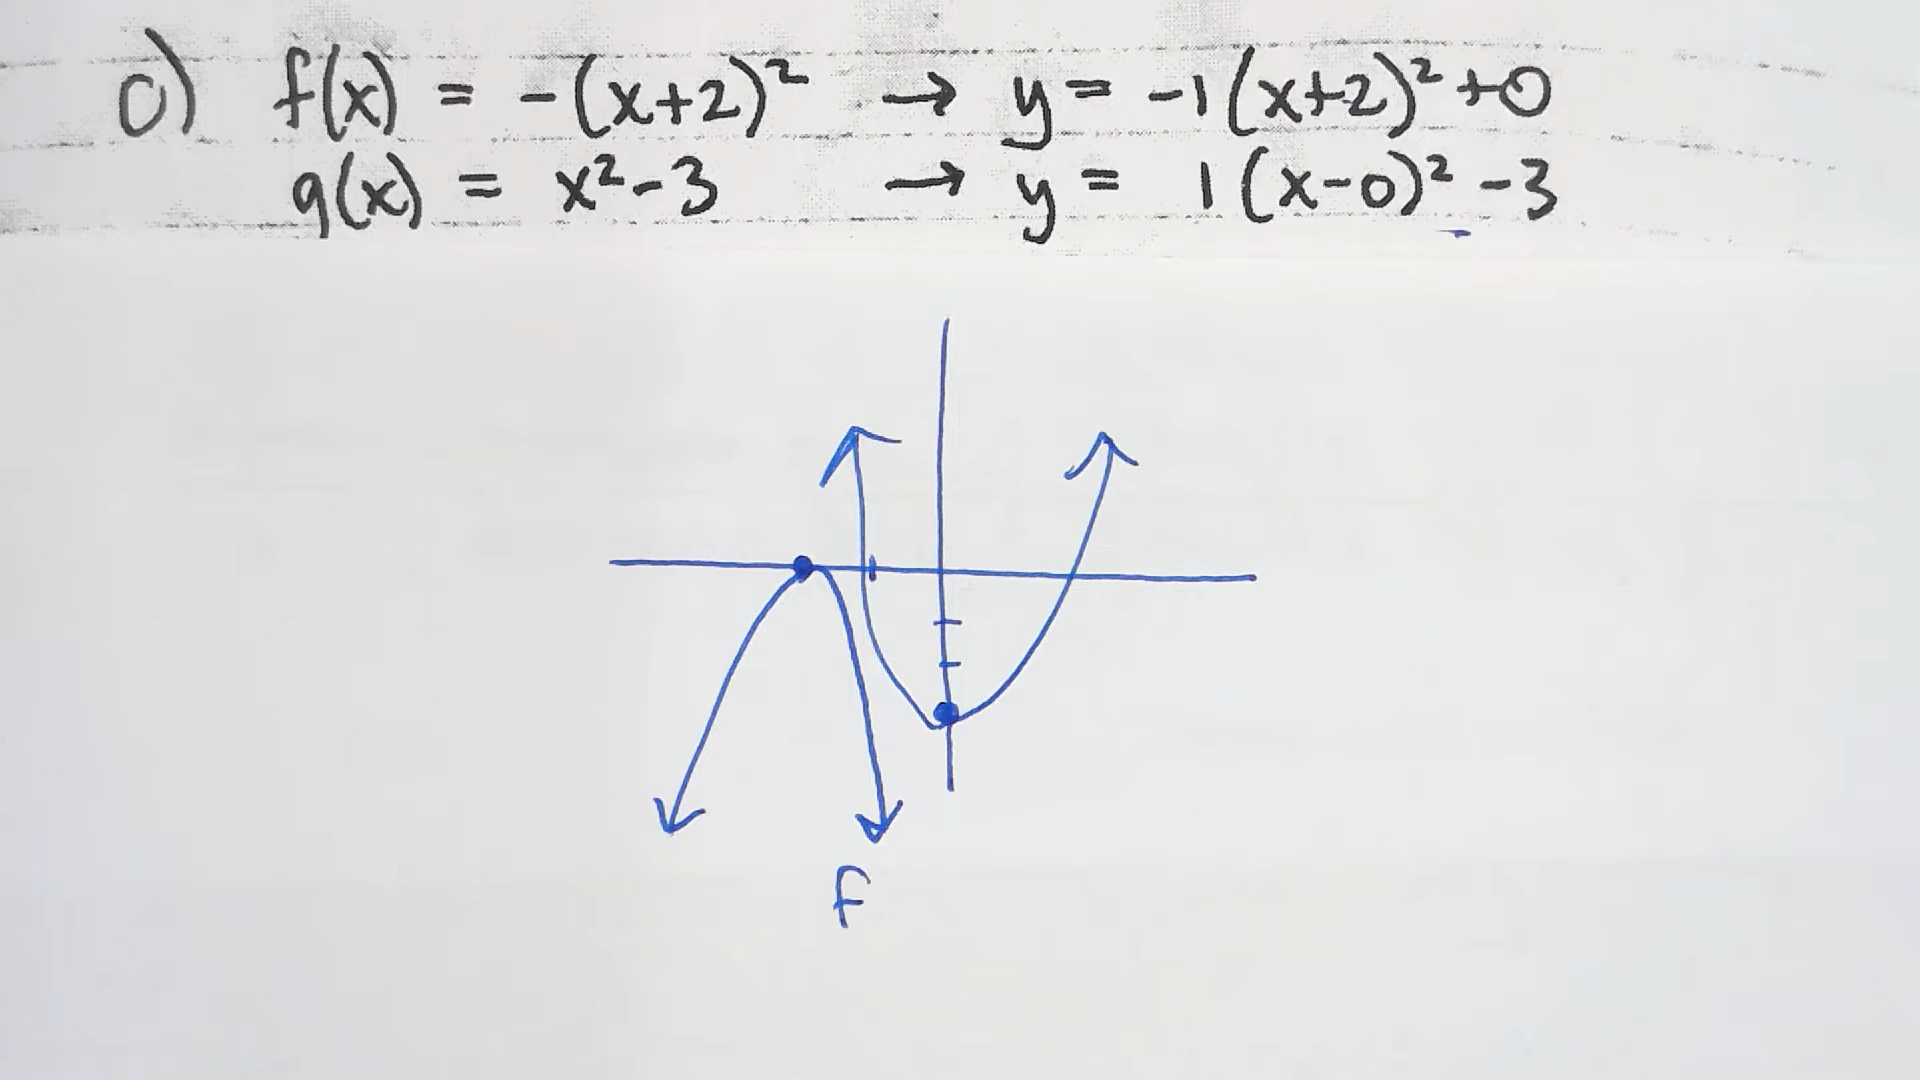 c) f(x) = -(x+2)² → y = -1(x+2)²+0
g(x) = x²-3 → y = 1(x-0)²-3
f